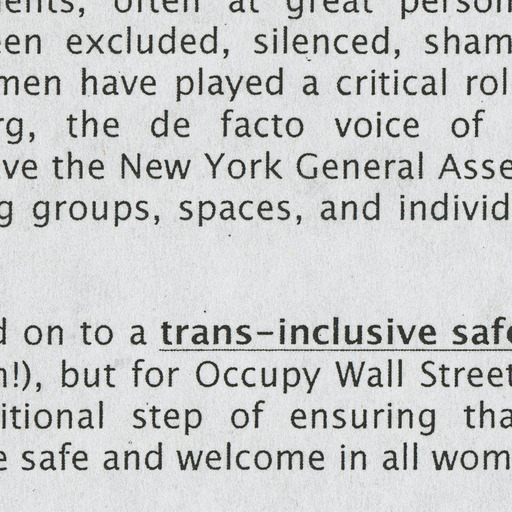 ents, often at great person
een excluded, silenced, sham
men have played a critical rol
rg, the de facto voice of
ve the New York General Asse
g groups, spaces, and individ
d on to a trans-inclusive safe
n!), but for Occupy Wall Street
itional step of ensuring tha
e safe and welcome in all wom